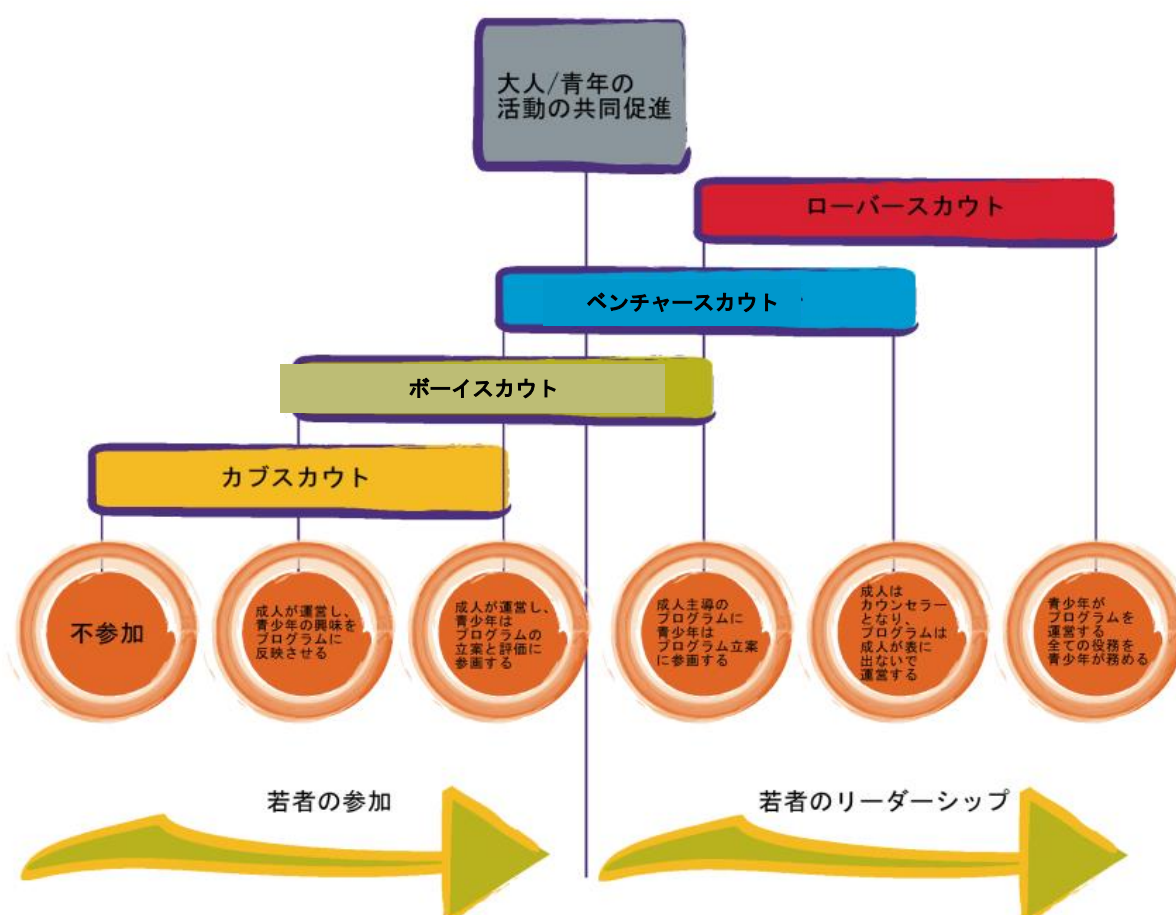 大人/青年の
活動の共同促進
ローバースカウト
ベンチャースカウト
ボーイスカウト
カブスカウト
不参加
成人が運営し、
青少年の興味を
プログラムに
反映させる
成人が運営し、
青少年は
プログラムの
立案と評価に
参画する
成人主導の
プログラムに
青少年は
プログラム立案
に参画する
成人は
カウンセラー
となり、
プログラムは
成人が表に
出ないで
運営する
青少年が
プログラムを
運営する
全ての役務を
青少年が務める
若者の参加
若者のリーダーシップ